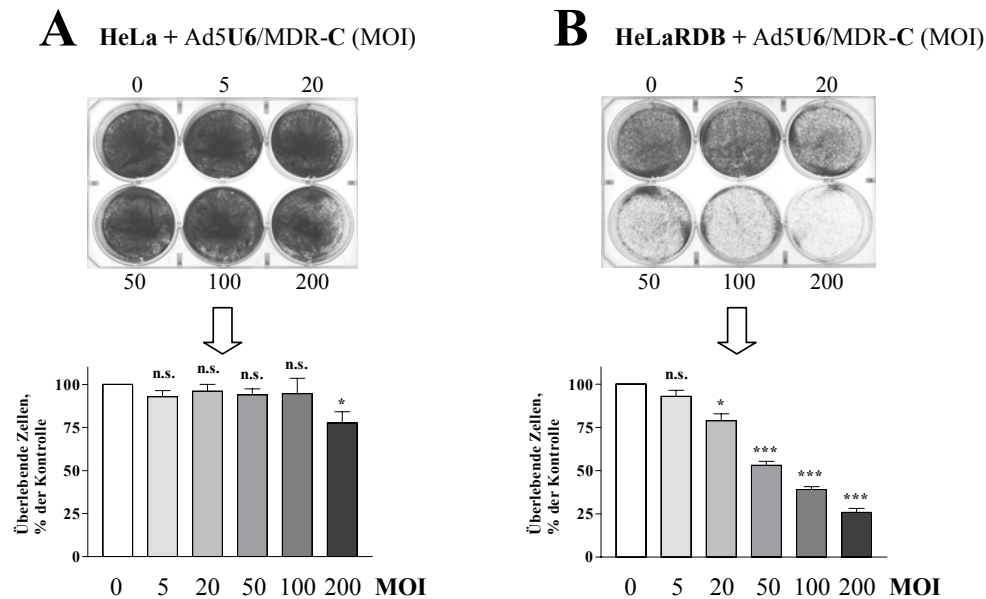 A HeLa + Ad5U6/MDR-C (MOI)
0 5 20
50 100 200
Überlebende Zellen,
% der Kontrolle
100
75
50
25
0
n.s. n.s. n.s. n.s. *
0 5 20 50 100 200 MOI
B HeLaRDB + Ad5U6/MDR-C (MOI)
0 5 20
50 100 200
Überlebende Zellen,
% der Kontrolle
100
75
50
25
0
n.s. * *** *** ***
0 5 20 50 100 200 MOI